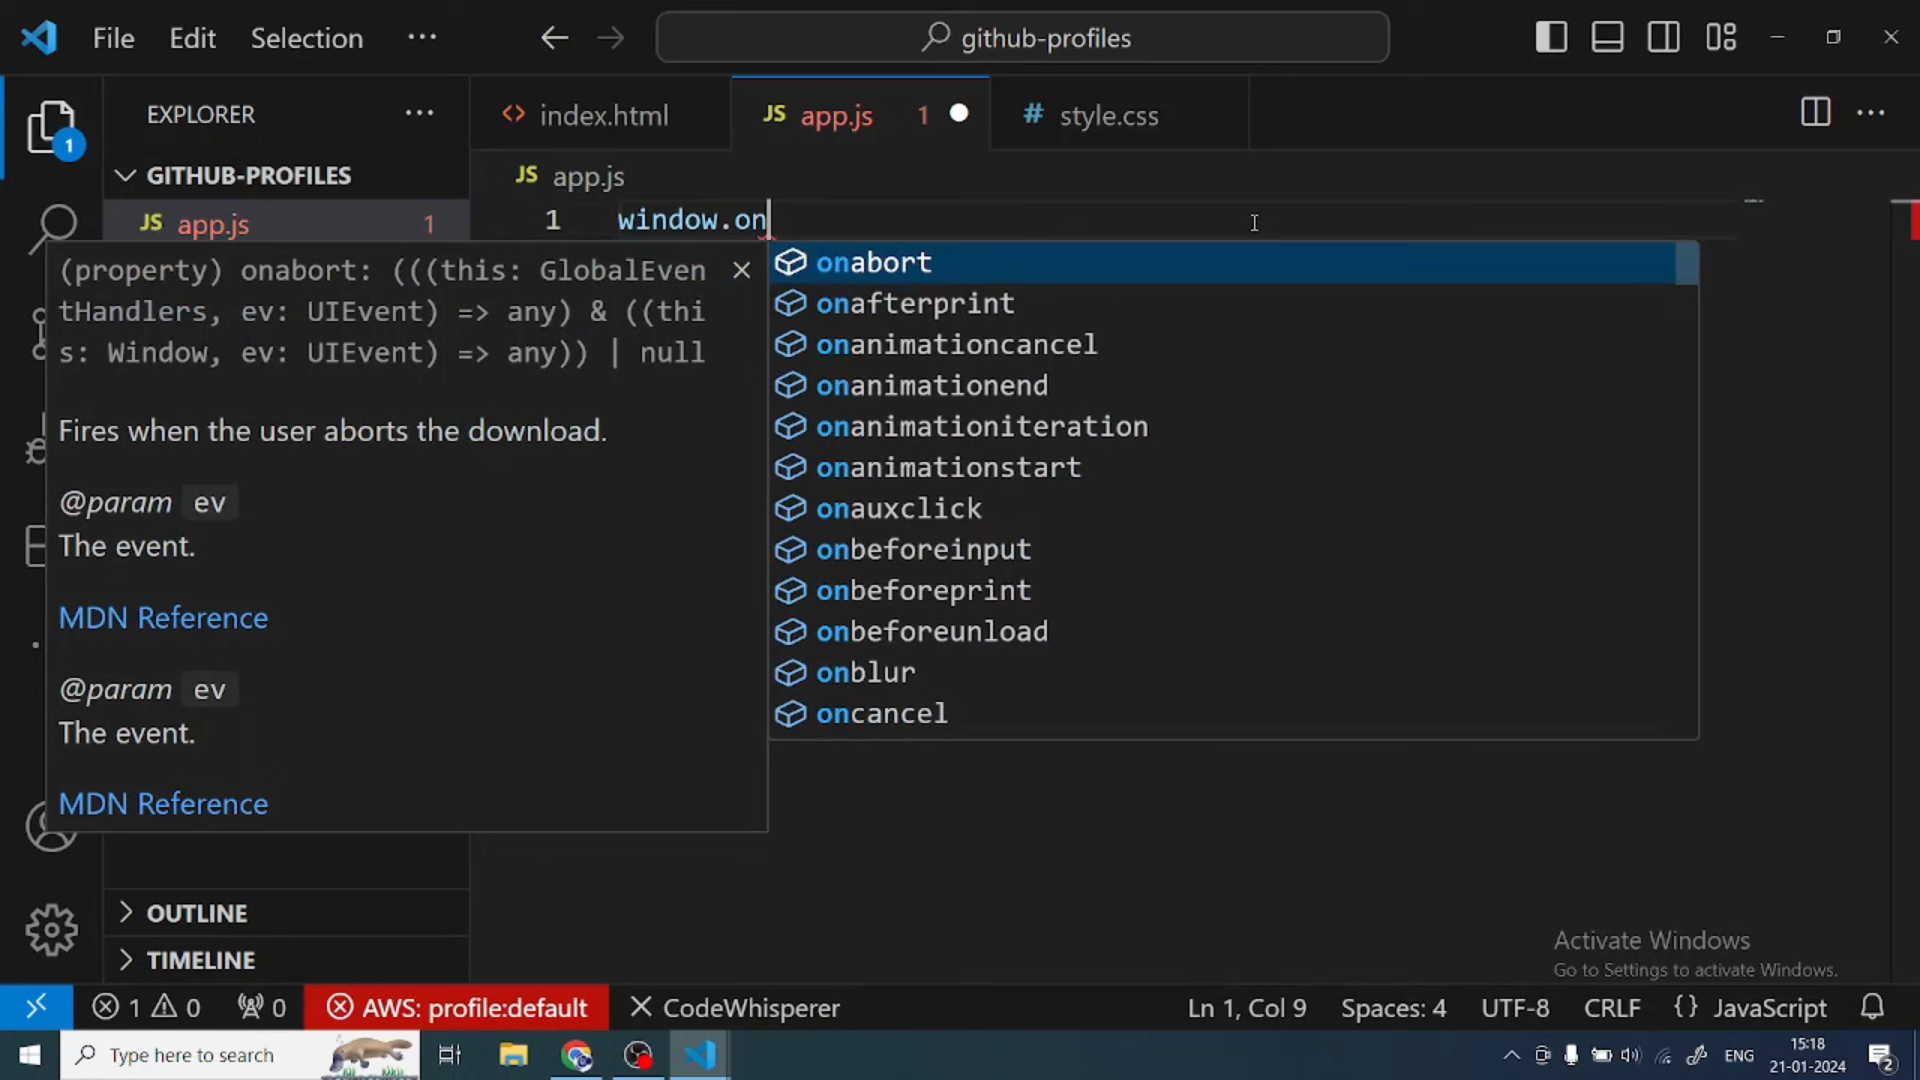 File Edit Selection ··· github-profiles
EXPLORER ···
index.html
JS app.js 1
# style.css
1
GITHUB-PROFILES
JS app.js
JS app.js 1
1 window.on
(property) onabort: (((this: GlobalEven
tHandlers, ev: UIEvent) => any) & ((thi
s: Window, ev: UIEvent) => any)) | null
Fires when the user aborts the download.
@param ev
The event.
MDN Reference
@param ev
The event.
MDN Reference
onabort
onafterprint
onanimationcancel
onanimationend
onanimationiteration
onanimationstart
onauxclick
onbeforeinput
onbeforeprint
onbeforeunload
onblur
oncancel
OUTLINE
TIMELINE
Activate Windows
Go to Settings to activate Windows.
1 0 0 AWS: profile:default CodeWhisperer Ln 1, Col 9 Spaces: 4 UTF-8 CRLF {} JavaScript
Type here to search
ENG
15:18
21-01-2024
2